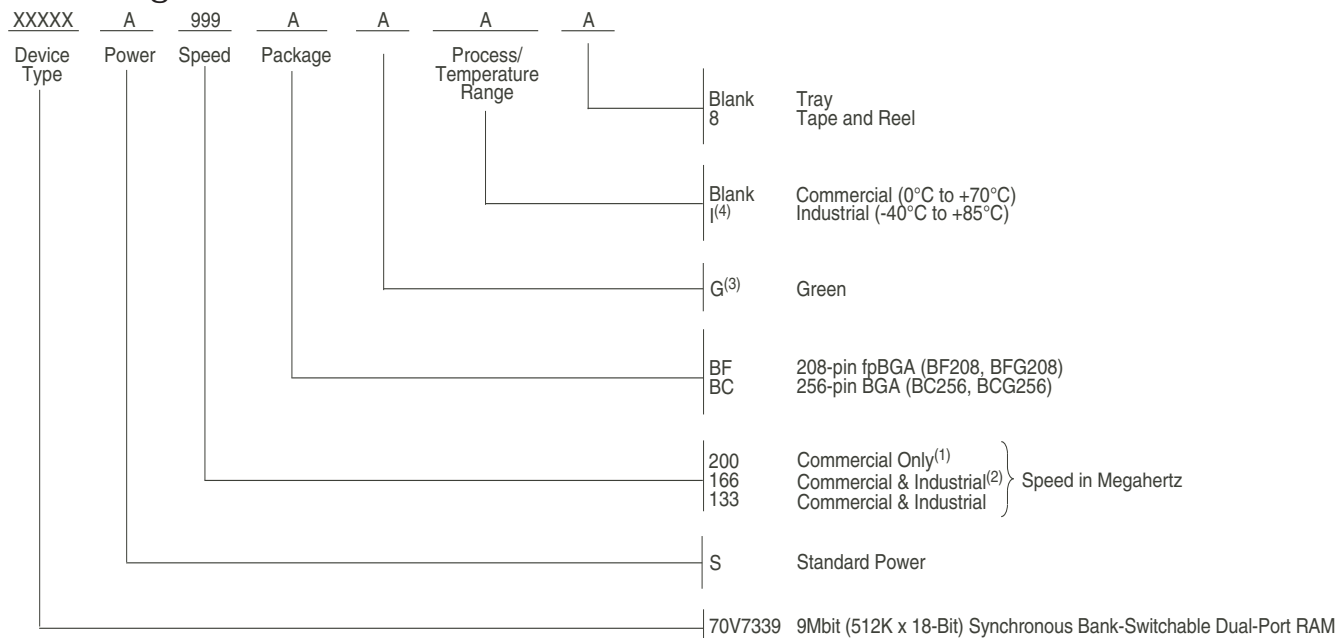 XXXXX A 999 A A A A
Device Type Power Speed Package Process/ Temperature Range
Blank Tray
8 Tape and Reel
Blank Commercial (0°C to +70°C)
I(4) Industrial (-40°C to +85°C)
G(3) Green
BF 208-pin fpBGA (BF208, BFG208)
BC 256-pin BGA (BC256, BCG256)
200 Commercial Only(1)
166 Commercial & Industrial(2) Speed in Megahertz
133 Commercial & Industrial
S Standard Power
70V7339 9Mbit (512K x 18-Bit) Synchronous Bank-Switchable Dual-Port RAM